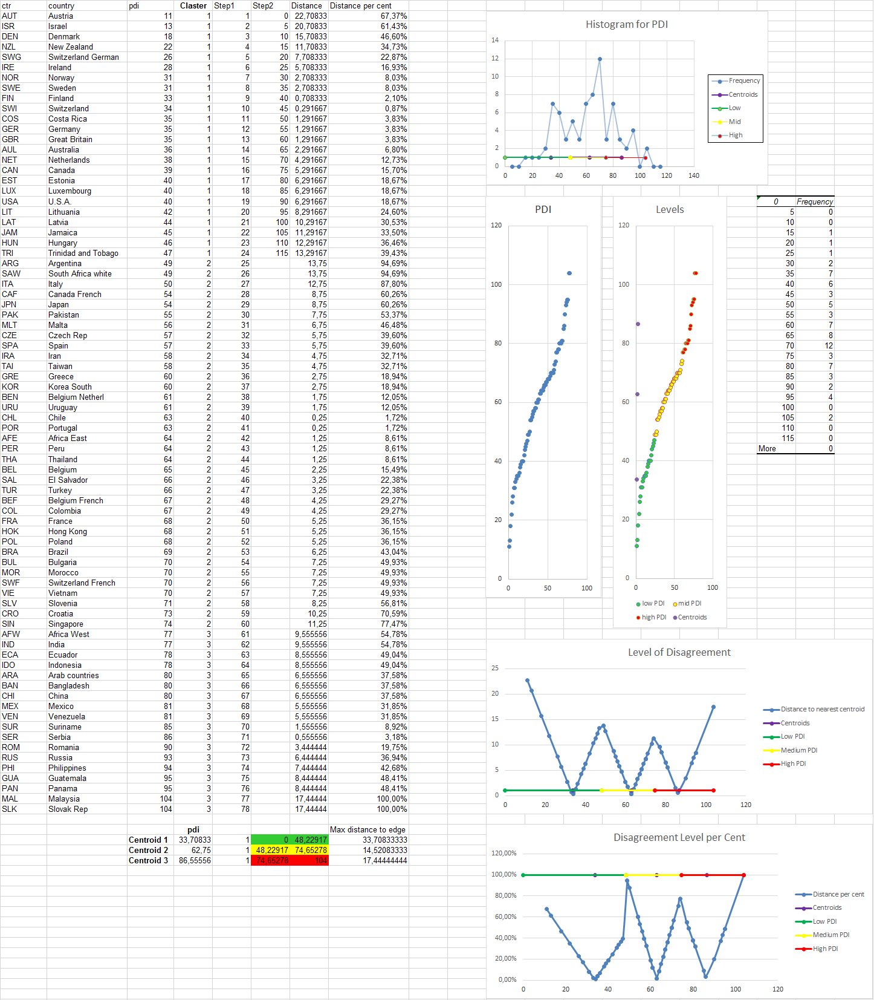 ctr country pdi Claster Step1 Step2 Distance Distance per cent
AUT Austria 11 1 1 0 22,70833 67,37%
ISR Israel 13 1 2 5 20,70833 61,43%
DEN Denmark 18 1 3 10 15,70833 46,60%
NZL New Zealand 22 1 4 15 11,70833 34,73%
SWG Switzerland German 26 1 5 20 7,708333 22,87%
IRE Ireland 28 1 6 25 5,708333 16,93%
NOR Norway 31 1 7 30 2,708333 8,03%
SWE Sweden 31 1 8 35 2,708333 8,03%
FIN Finland 33 1 9 40 0,708333 2,10%
SWI Switzerland 34 1 10 45 0,291667 0,87%
COS Costa Rica 35 1 11 50 1,291667 3,83%
GER Germany 35 1 12 55 1,291667 3,83%
GBR Great Britain 35 1 13 60 1,291667 3,83%
AUL Australia 36 1 14 65 2,291667 6,80%
NET Netherlands 38 1 15 70 4,291667 12,73%
CAN Canada 39 1 16 75 5,291667 15,70%
EST Estonia 40 1 17 80 6,291667 18,67%
LUX Luxembourg 40 1 18 85 6,291667 18,67%
USA U.S.A. 40 1 19 90 6,291667 18,67%
LIT Lithuania 42 1 20 95 8,291667 24,60%
LAT Latvia 44 1 21 100 10,29167 30,53%
JAM Jamaica 45 1 22 105 11,29167 33,50%
HUN Hungary 46 1 23 110 12,29167 36,46%
TRI Trinidad and Tobago 47 1 24 115 13,29167 39,43%
ARG Argentina 49 2 25 13,75 94,69%
SAW South Africa white 49 2 26 13,75 94,69%
ITA Italy 50 2 27 12,75 87,80%
CAF Canada French 54 2 28 8,75 60,26%
JPN Japan 54 2 29 8,75 60,26%
PAK Pakistan 55 2 30 7,75 53,37%
MLT Malta 56 2 31 6,75 46,48%
CZE Czech Rep 57 2 32 5,75 39,60%
SPA Spain 57 2 33 5,75 39,60%
IRA Iran 58 2 34 4,75 32,71%
TAI Taiwan 58 2 35 4,75 32,71%
GRE Greece 60 2 36 2,75 18,94%
KOR Korea South 60 2 37 2,75 18,94%
BEN Belgium Netherl 61 2 38 1,75 12,05%
URU Uruguay 61 2 39 1,75 12,05%
CHL Chile 63 2 40 0,25 1,72%
POR Portugal 63 2 41 0,25 1,72%
AFE Africa East 64 2 42 1,25 8,61%
PER Peru 64 2 43 1,25 8,61%
THA Thailand 64 2 44 1,25 8,61%
BEL Belgium 65 2 45 2,25 15,49%
SAL El Salvador 66 2 46 3,25 22,38%
TUR Turkey 66 2 47 3,25 22,38%
BEF Belgium French 67 2 48 4,25 29,27%
COL Colombia 67 2 49 4,25 29,27%
FRA France 68 2 50 5,25 36,15%
HOK Hong Kong 68 2 51 5,25 36,15%
POL Poland 68 2 52 5,25 36,15%
BRA Brazil 69 2 53 6,25 43,04%
BUL Bulgaria 70 2 54 7,25 49,93%
MOR Morocco 70 2 55 7,25 49,93%
SWF Switzerland French 70 2 56 7,25 49,93%
VIE Vietnam 70 2 57 7,25 49,93%
SLV Slovenia 71 2 58 8,25 56,81%
CRO Croatia 73 2 59 10,25 70,59%
SIN Singapore 74 2 60 11,25 77,47%
AFW Africa West 77 3 61 9,555556 54,78%
IND India 77 3 62 9,555556 54,78%
ECA Ecuador 78 3 63 8,555556 49,04%
IDO Indonesia 78 3 64 8,555556 49,04%
ARA Arab countries 80 3 65 6,555556 37,58%
BAN Bangladesh 80 3 66 6,555556 37,58%
CHI China 80 3 67 6,555556 37,58%
MEX Mexico 81 3 68 5,555556 31,85%
VEN Venezuela 81 3 69 5,555556 31,85%
SUR Suriname 85 3 70 1,555556 8,92%
SER Serbia 86 3 71 0,555556 3,18%
ROM Romania 90 3 72 3,444444 19,75%
RUS Russia 93 3 73 6,444444 36,94%
PHI Philippines 94 3 74 7,444444 42,68%
GUA Guatemala 95 3 75 8,444444 48,41%
PAN Panama 95 3 76 8,444444 48,41%
MAL Malaysia 104 3 77 17,44444 100,00%
SLK Slovak Rep 104 3 78 17,44444 100,00%
pdi Max distance to edge
Centroid 1 33,70833 1 0 48,22917 33,70833333
Centroid 2 62,75 1 48,22917 74,65278 14,52083333
Centroid 3 86,55556 1 74,65278 104 17,44444444
Histogram for PDI
14
12
10
8
6
4
2
0
0 20 40 60 80 100 120 140
Frequency
Centroids
Low
Mid
High
PDI
120
100
80
60
40
20
0
0 50 100
Levels
120
100
80
60
40
20
0
0 50 100
low PDI mid PDI
high PDI Centroids
0 Frequency
5 0
10 0
15 1
20 1
25 1
30 2
35 7
40 6
45 3
50 5
55 3
60 7
65 8
70 12
75 3
80 7
85 3
90 2
95 4
100 0
105 2
110 0
115 0
More 0
Level of Disagreement
25
20
15
10
5
0
0 20 40 60 80 100 120
Distance to nearest centroid
Centroids
Low PDI
Medium PDI
High PDI
Disagreement Level per Cent
120,00%
100,00%
80,00%
60,00%
40,00%
20,00%
0,00%
0 20 40 60 80 100 120
Distance per cent
Centroids
Low PDI
Medium PDI
High PDI